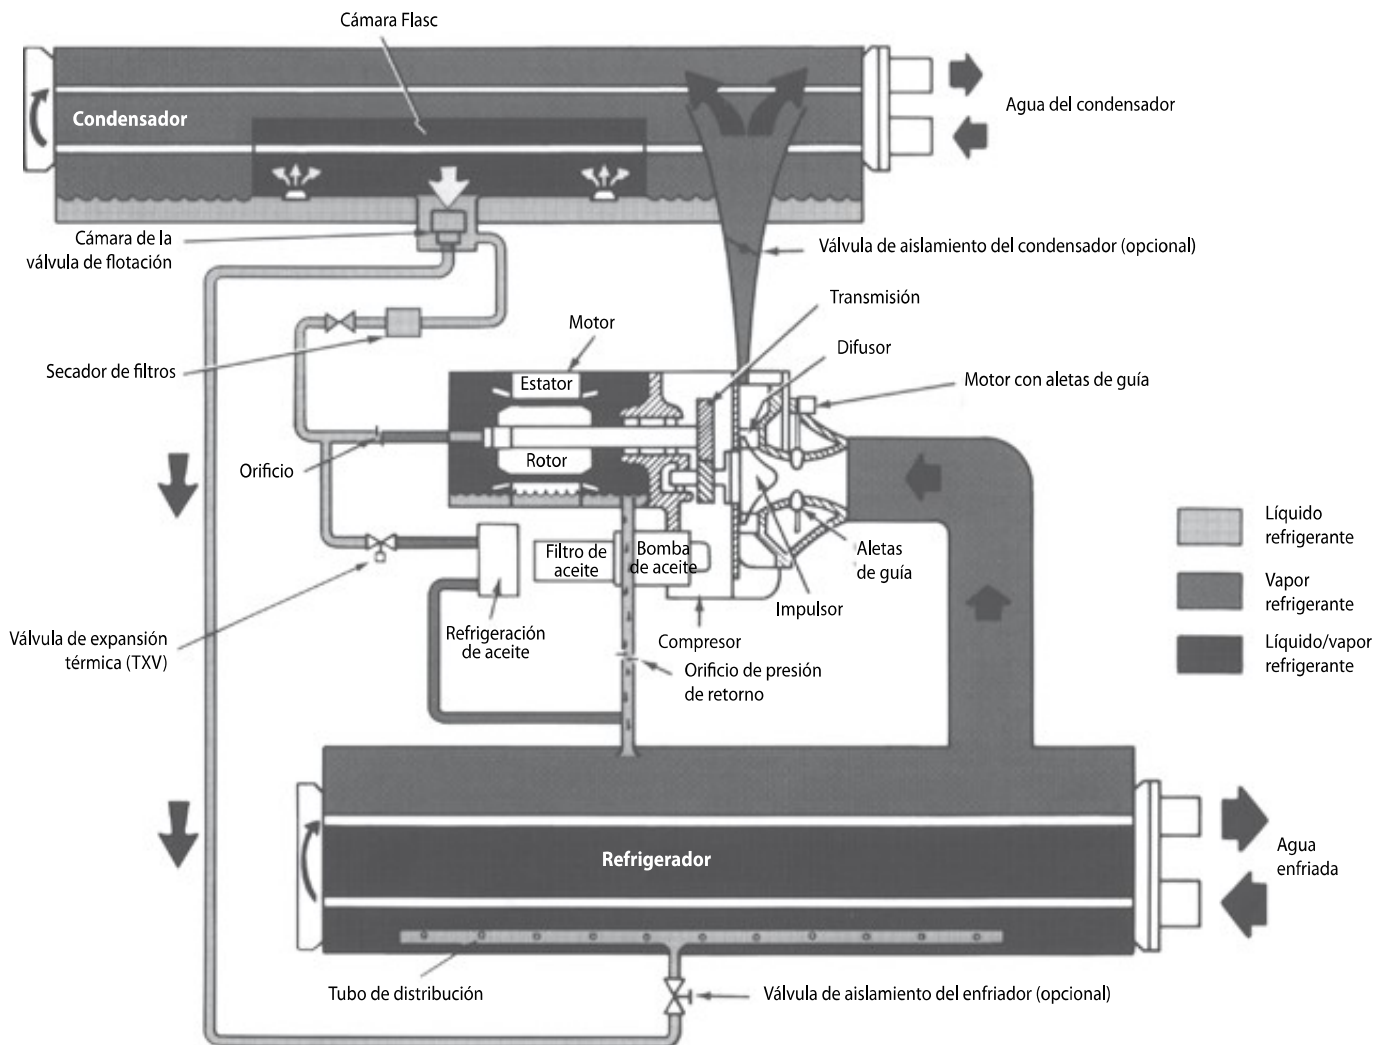 Cámara Flasc
Condensador
Agua del condensador
Cámara de la
válvula de flotación
Válvula de aislamiento del condensador (opcional)
Transmisión
Motor
Difusor
Secador de filtros
Estator
Motor con aletas de guía
Rotor
Orificio
Líquido
refrigerante
Filtro de
aceite
Bomba
de aceite
Aletas
de guía
Vapor
refrigerante
Impulsor
Válvula de expansión
térmica (TXV)
Refrigeración
de aceite
Compresor
Líquido/vapor
refrigerante
Orificio de presión
de retorno
Refrigerador
Agua
enfriada
Tubo de distribución
Válvula de aislamiento del enfriador (opcional)